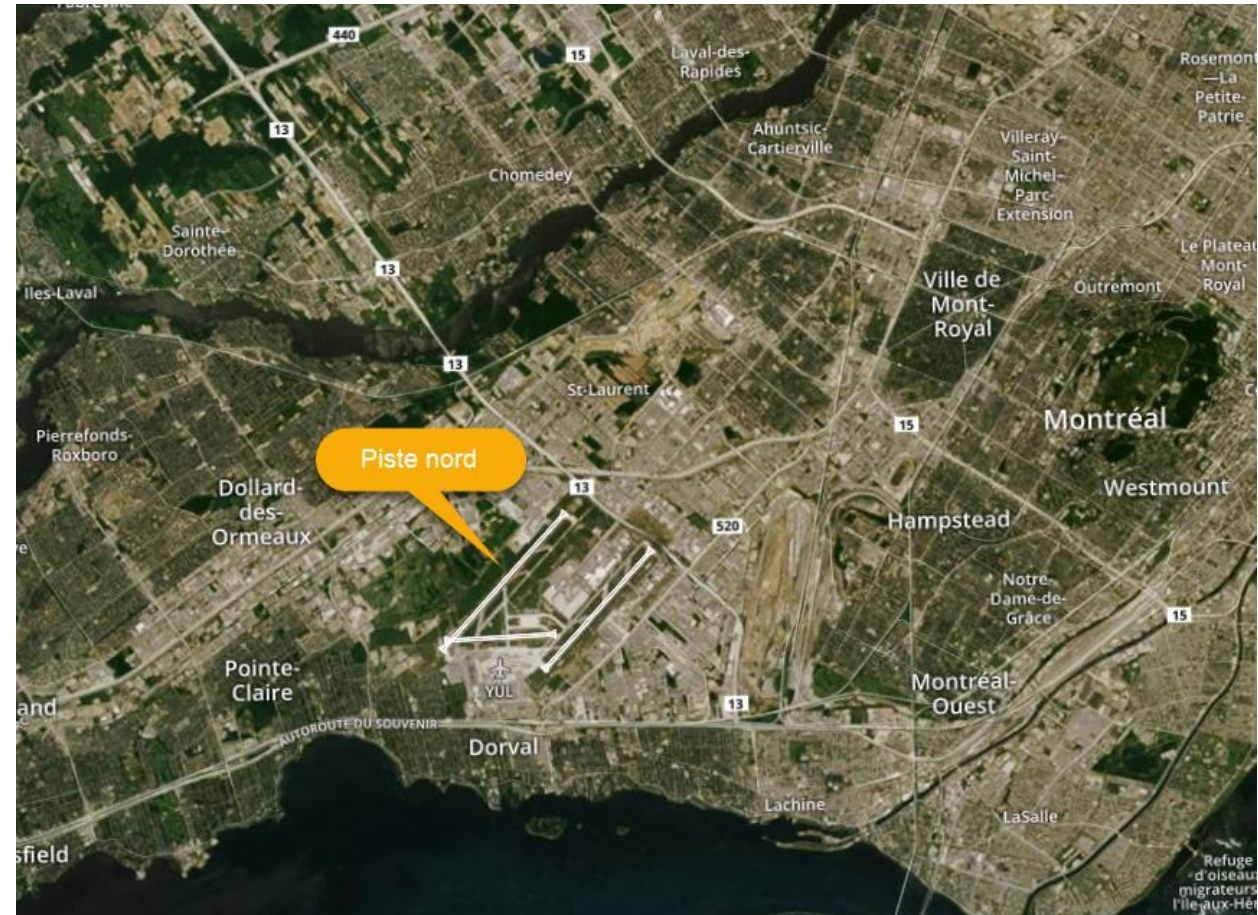 440
15
Laval-des-
Rapides
Rosemont
—La
Petite-
Patrie
13
Ahuntsic-
Cartierville
Villeray-
Saint-
Michel-
Parc-
Extension
Chomedey
Sainte-
Dorothée
13
Le Plateau
Mont-
Royal
Iles-Laval
Ville de
Mont-
Royal
Outremont
13
St-Laurent
Montréal
15
Pierrefonds-
Roxboro
Piste nord
Dollard-
des-
Ormeaux
13
Westmount
520
Hampstead
Notre-
Dame-de-
Grâce
15
Pointe-
Claire
YUL
Montréal-
Ouest
13
and
AUTOROUTE DU SOUVENIR
Dorval
Lachine
LaSalle
sfield
Refuge
d'oiseaux
migrateurs